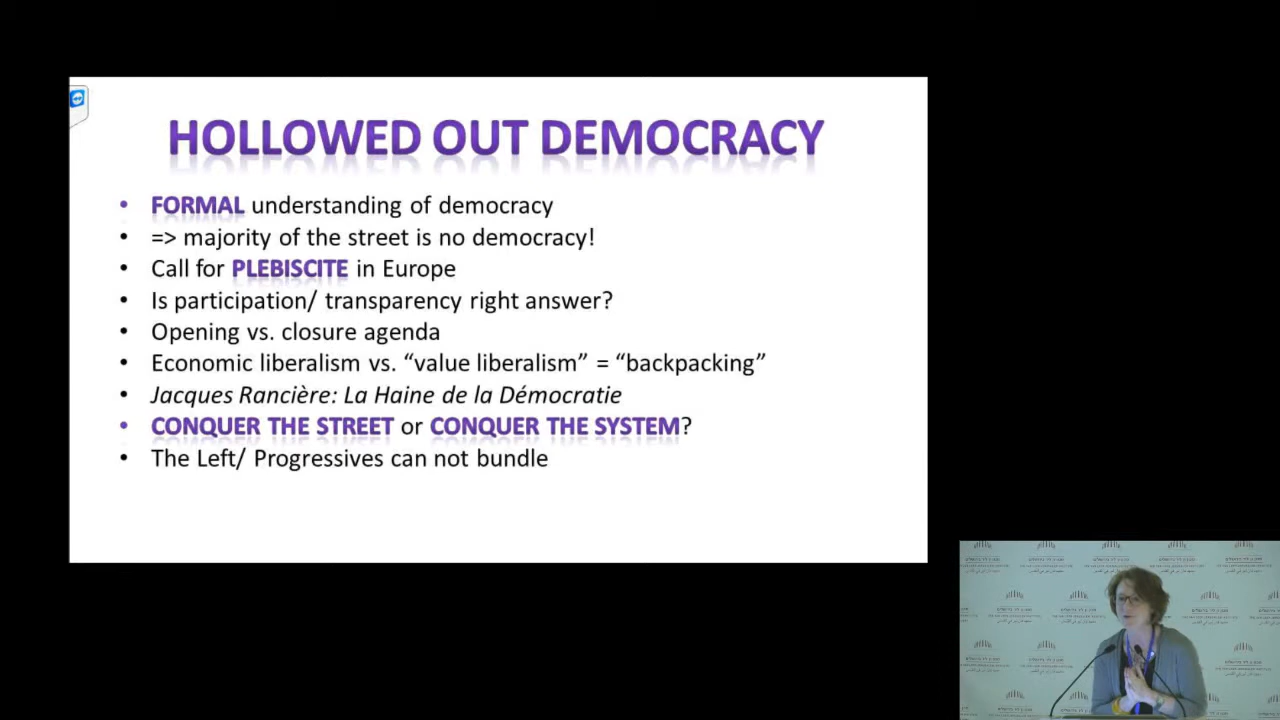 HOLLOWED OUT DEMOCRACY
• FORMAL understanding of democracy
• => majority of the street is no democracy!
• Call for PLEBISCITE in Europe
• Is participation/ transparency right answer?
• Opening vs. closure agenda
• Economic liberalism vs. “value liberalism” = “backpacking”
• Jacques Rancière: La Haine de la Démocratie
• CONQUER THE STREET or CONQUER THE SYSTEM?
• The Left/ Progressives can not bundle